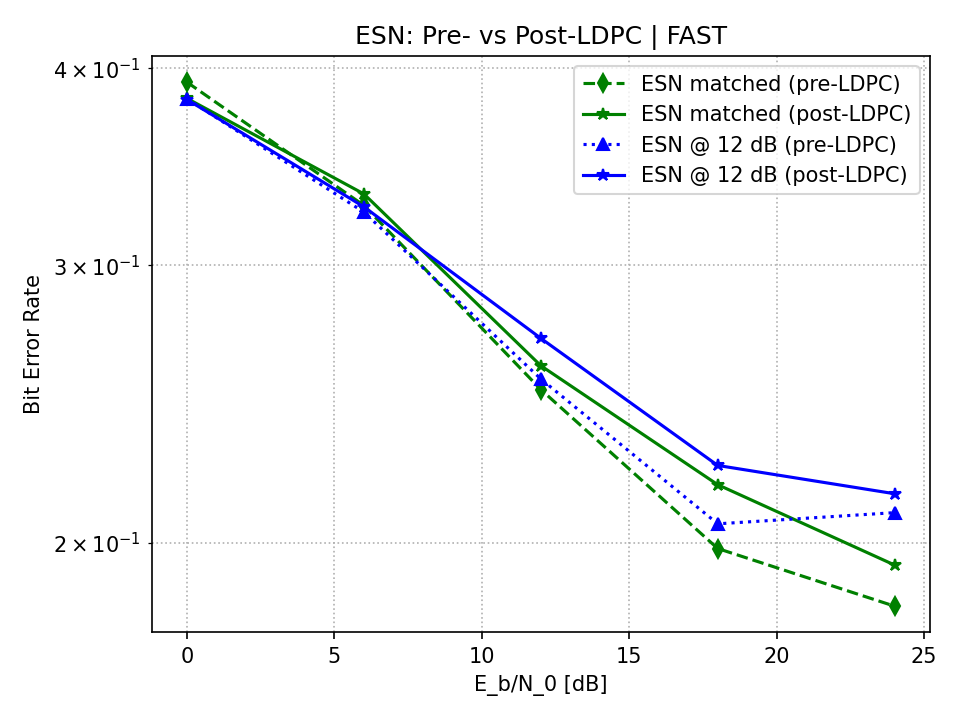 ESN: Pre- vs Post-LDPC | FAST
4 × 10⁻¹
3 × 10⁻¹
2 × 10⁻¹
Bit Error Rate
ESN matched (pre-LDPC)
ESN matched (post-LDPC)
ESN @ 12 dB (pre-LDPC)
ESN @ 12 dB (post-LDPC)
0 5 10 15 20 25
E_b/N_0 [dB]